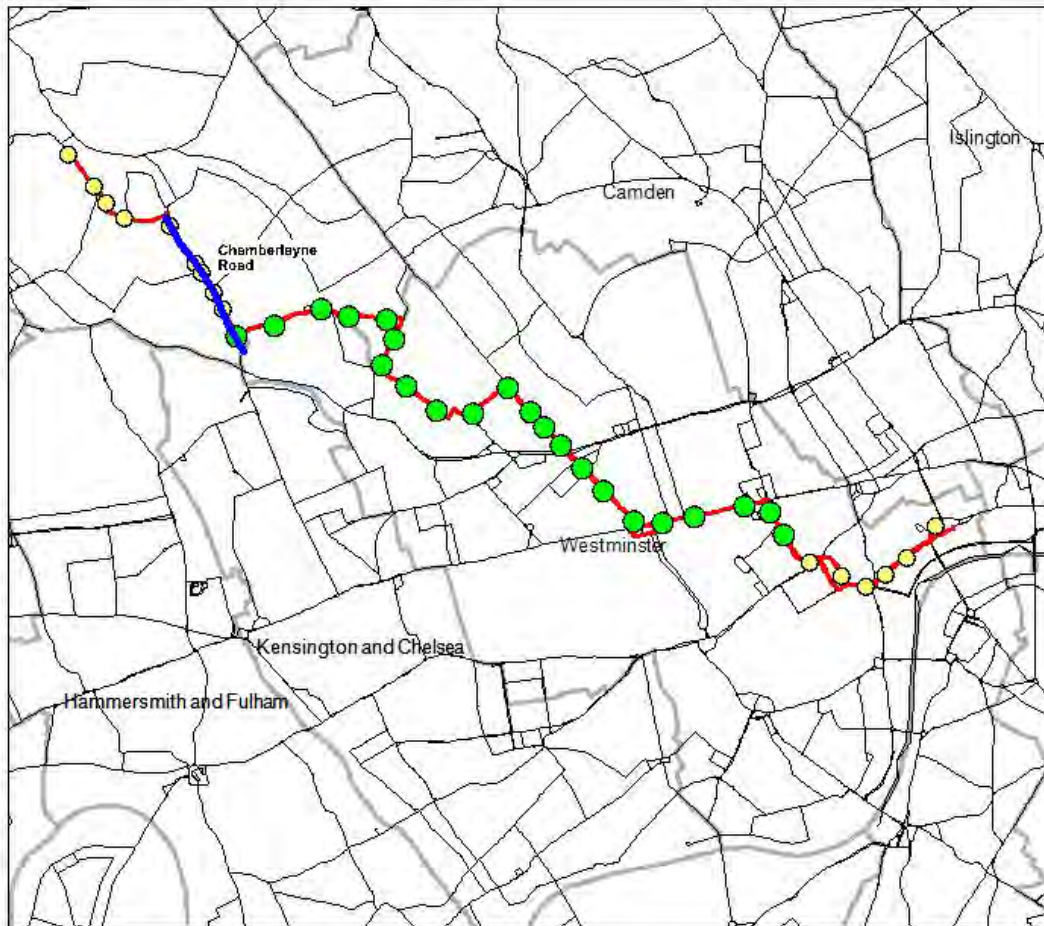 Islington
Camden
Chamberlayne
Road
Westminster
Kensington and Chelsea
Hammersmith and Fulham